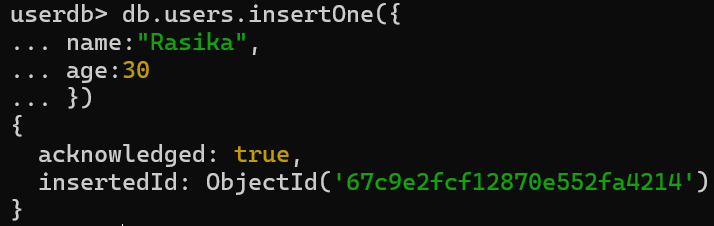 userdb> db.users.insertOne({
... name:"Rasika",
... age:30
... })
{
  acknowledged: true,
  insertedId: ObjectId('67c9e2fcf12870e552fa4214')
}